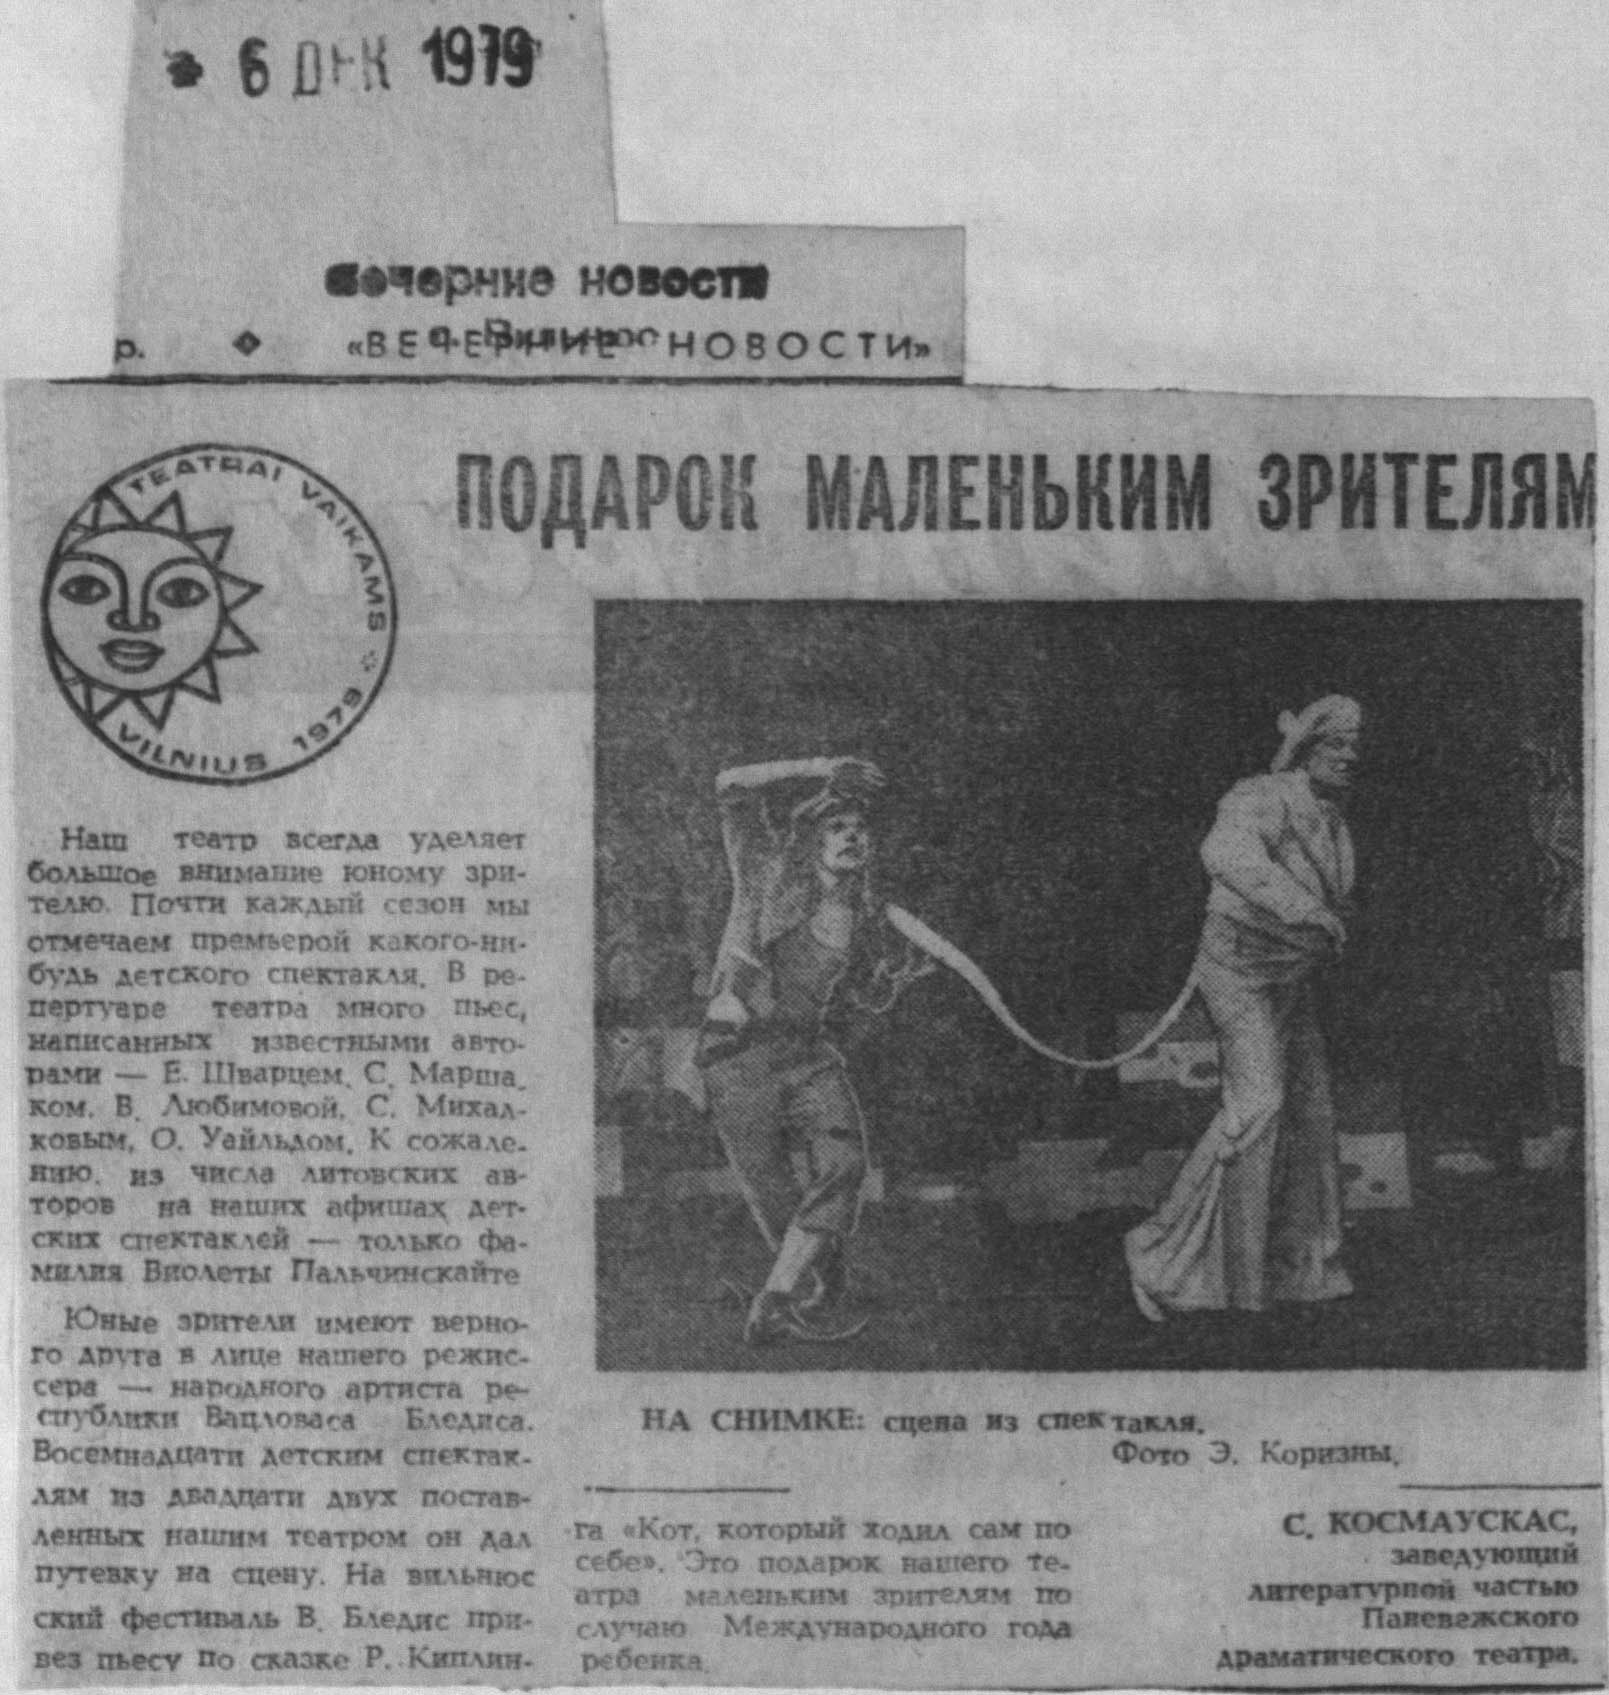 6 ДЕК 1979
вечерние новости
г. Вильнюс
р. «ВЕЧЕРНИЕ НОВОСТИ»
TEATRAI VAIKAMS
VILNIUS 1979
ПОДАРОК МАЛЕНЬКИМ ЗРИТЕЛЯМ
Наш театр всегда уделяет
большое внимание юному зри-
телю. Почти каждый сезон мы
отмечаем премьерой какого-ни-
будь детского спектакля. В ре-
пертуаре театра много пьес,
написанных известными авто-
рами — Е. Шварцем, С. Марша-
ком, В. Любимовой, С. Михал-
ковым, О. Уайльдом. К сожале-
нию, из числа литовских ав-
торов на наших афишах дет-
ских спектаклей — только фа-
милия Виолеты Пальчинскайте
Юные зрители имеют верно-
го друга в лице нашего режис-
сера — народного артиста ре-
спублики Вацловаса Бледиса.
Восемнадцати детским спектак-
лям из двадцати двух постав-
ленных нашим театром он дал
путевку на сцену. На вильнюс
ский фестиваль В. Бледис при-
вез пьесу по сказке Р. Киплин-
НА СНИМКЕ: сцена из спектакля.
Фото Э. Коризны.
га «Кот, который ходил сам по
себе». Это подарок нашего те-
атра маленьким зрителям по
случаю Международного года
ребенка.
С. КОСМАУСКАС,
заведующий
литературной частью
Паневежского
драматического театра.